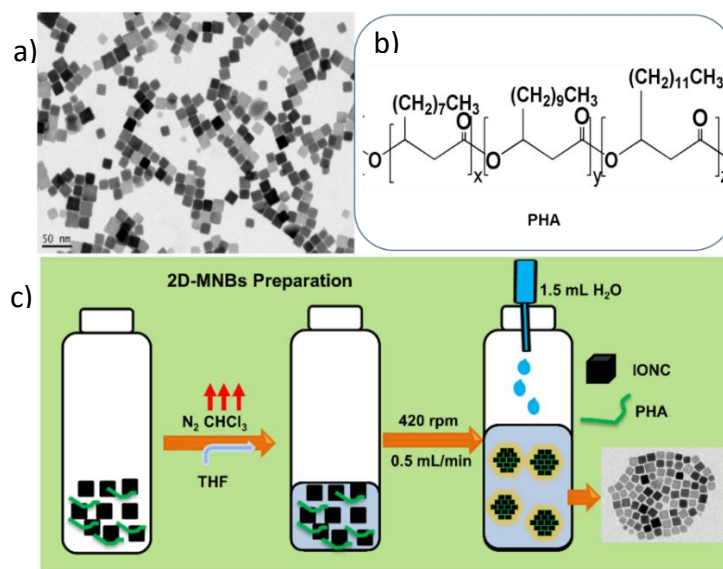 a)
50 nm
b)
(CH₂)₇CH₃
(CH₂)₉CH₃
(CH₂)₁₁CH₃
O
O
O
O
O
O
O
x
y
z
PHA
c)
2D-MNBs Preparation
N₂ CHCl₃
THF
420 rpm
0.5 mL/min
1.5 mL H₂O
IONC
PHA